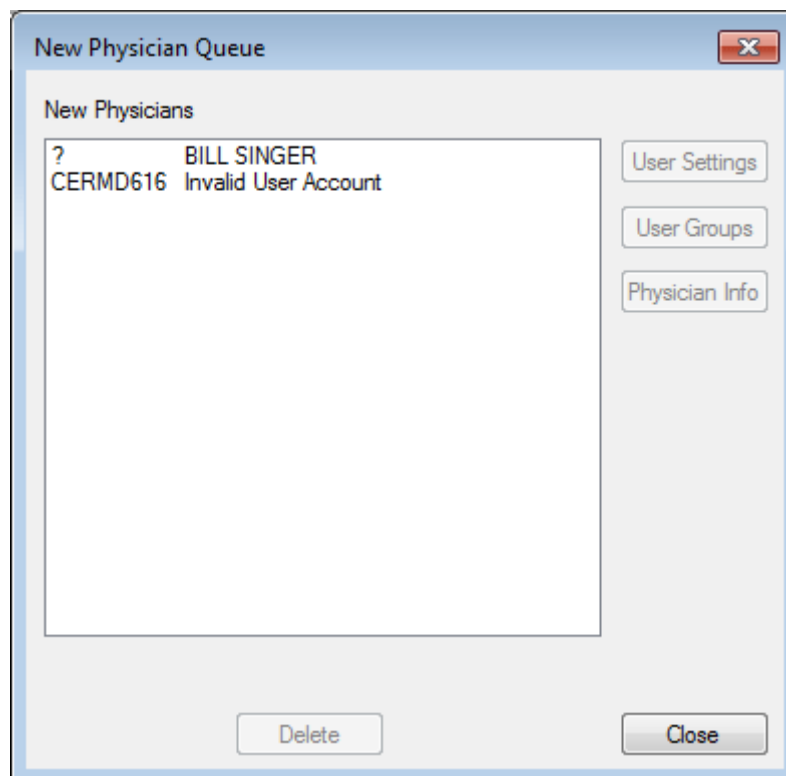 New Physician Queue
New Physicians
? BILL SINGER
CERMD616 Invalid User Account
User Settings
User Groups
Physician Info
Delete
Close